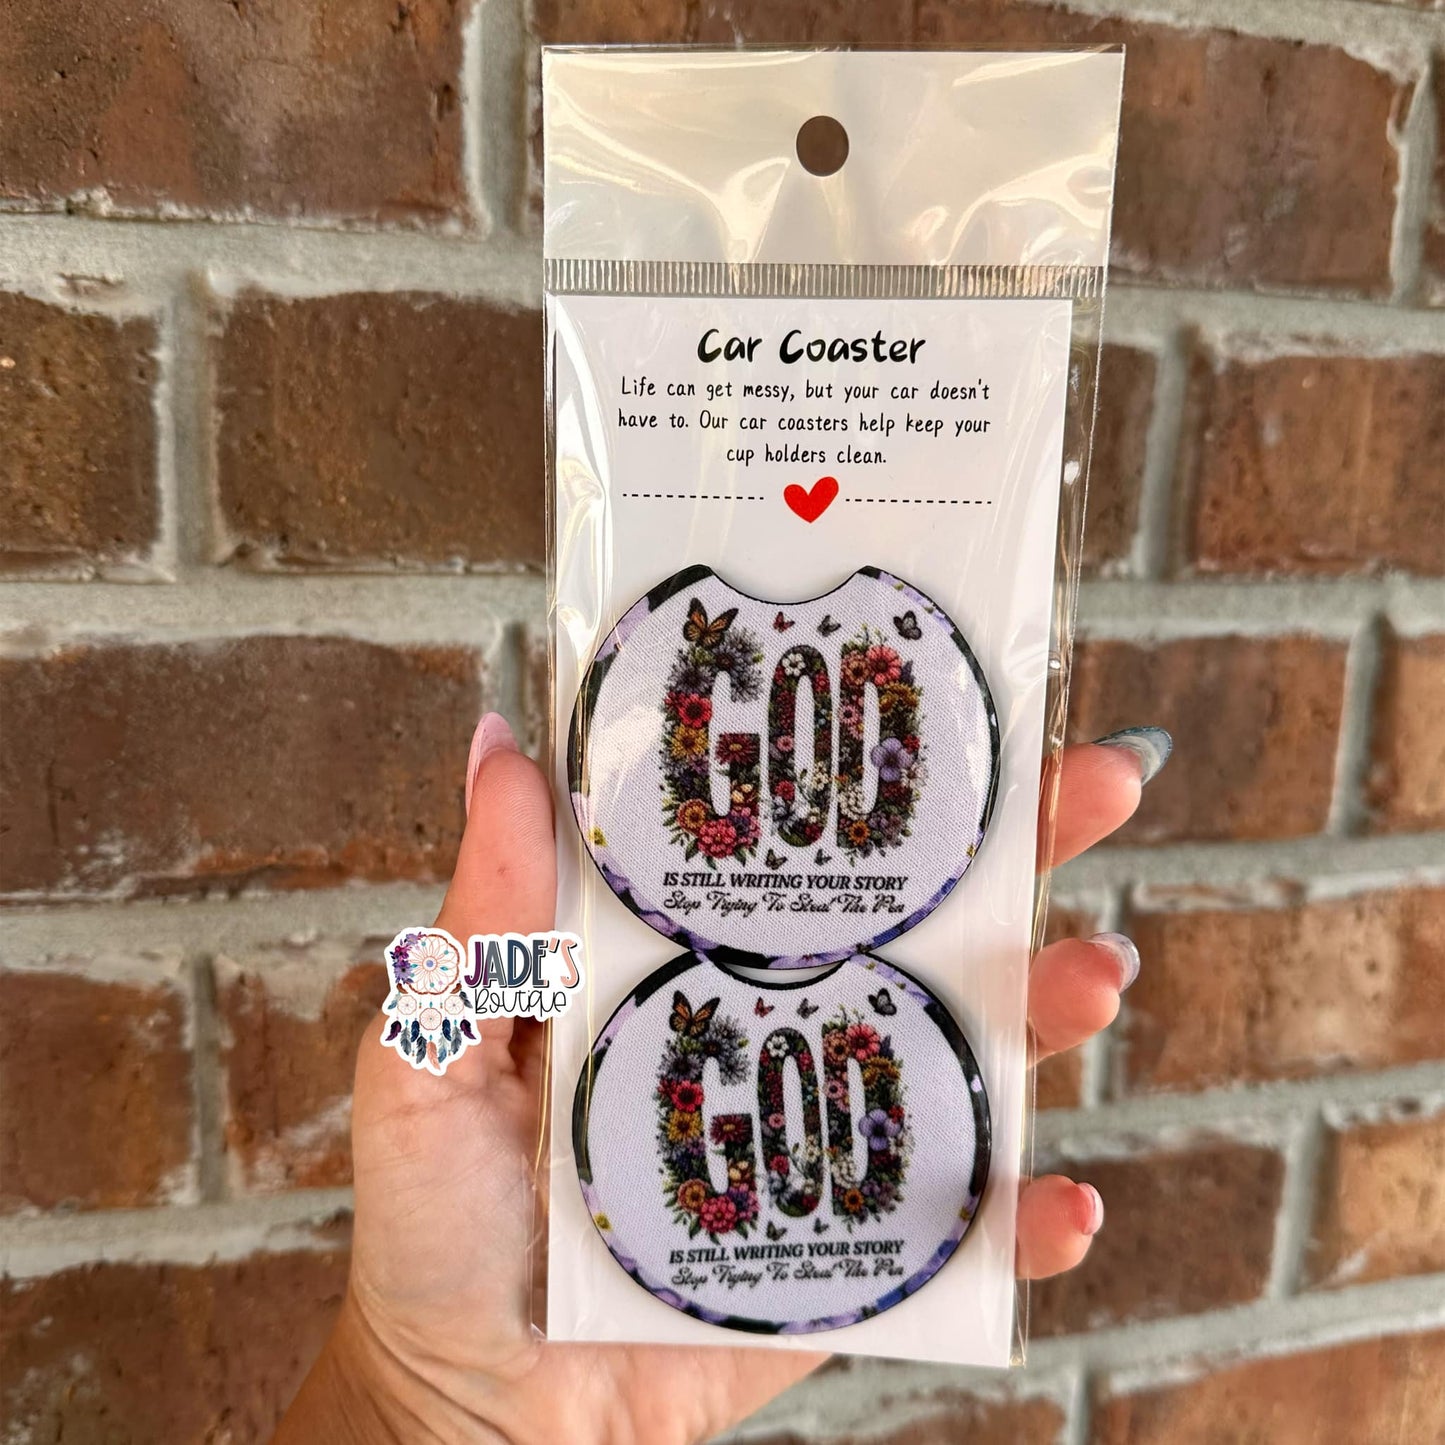 Car Coaster
Life can get messy, but your car doesn't
have to. Our car coasters help keep your
cup holders clean.
GOD
IS STILL WRITING YOUR STORY
Stop Trying To Steal The Pen
JADE'S
Boutique
GOD
IS STILL WRITING YOUR STORY
Stop Trying To Steal The Pen